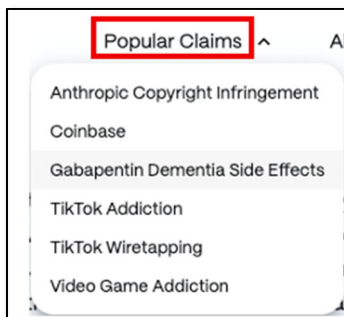 Popular Claims
Anthropic Copyright Infringement
Coinbase
Gabapentin Dementia Side Effects
TikTok Addiction
TikTok Wiretapping
Video Game Addiction